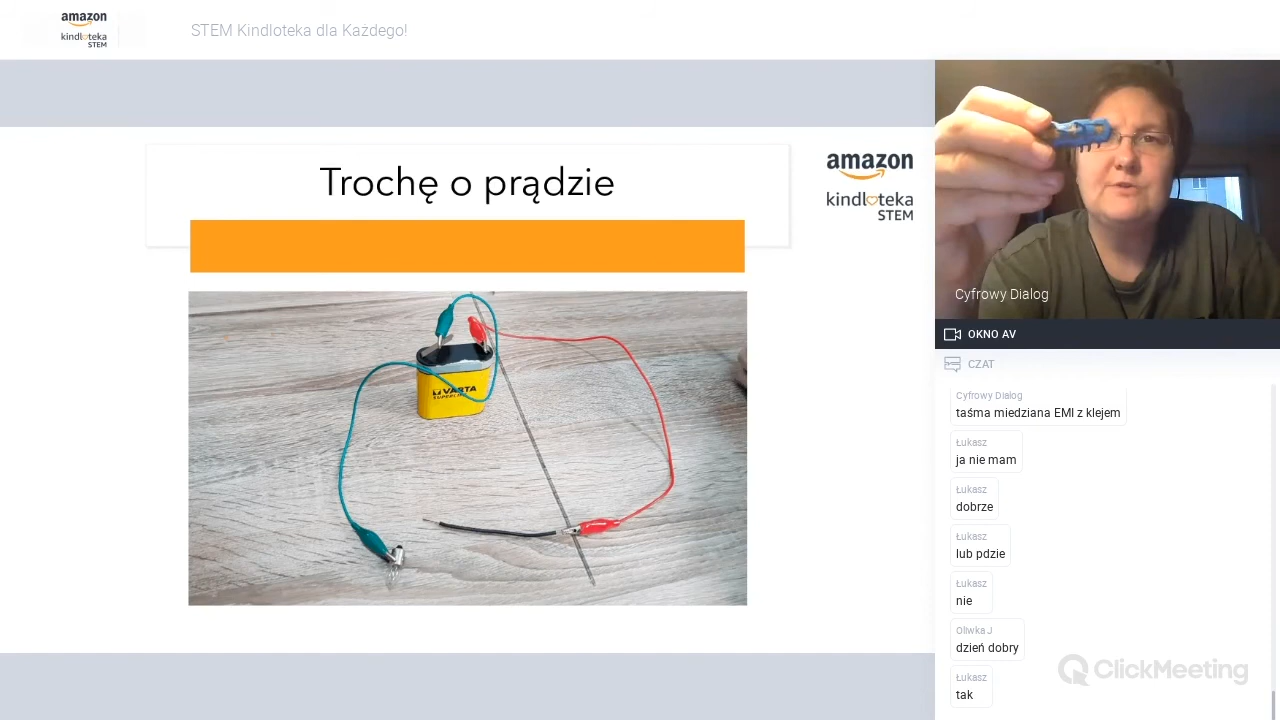 amazon
kindloteka
STEM
STEM Kindloteka dla Każdego!
Trochę o prądzie
amazon
kindloteka
STEM
VARTA
Cyfrowy Dialog
OKNO AV
CZAT
Cyfrowy Dialog
taśma miedziana EMI z klejem
Łukasz
ja nie mam
Łukasz
dobrze
Łukasz
lub pdzie
Łukasz
nie
Oliwka J
dzień dobry
Łukasz
tak
ClickMeeting